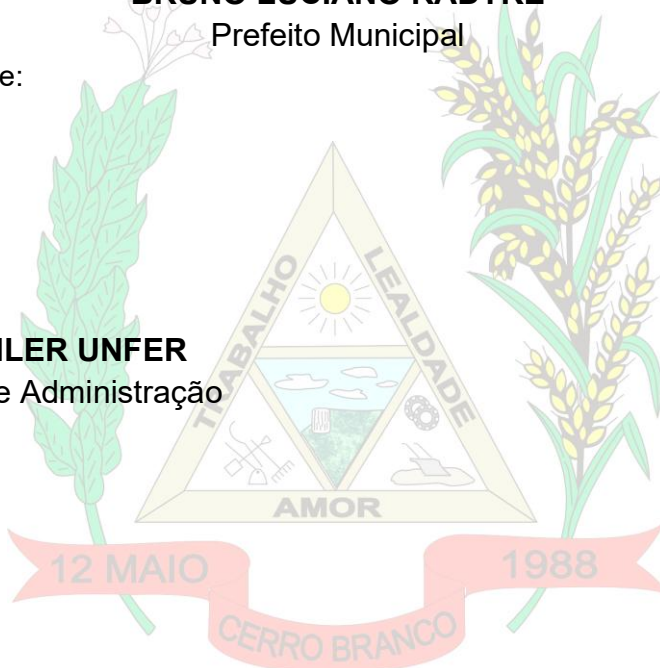 Prefeito Municipal
e:
ILER UNFER
e Administração
TRABALHO
LEALDADE
AMOR
12 MAIO
1988
CERRO BRANCO